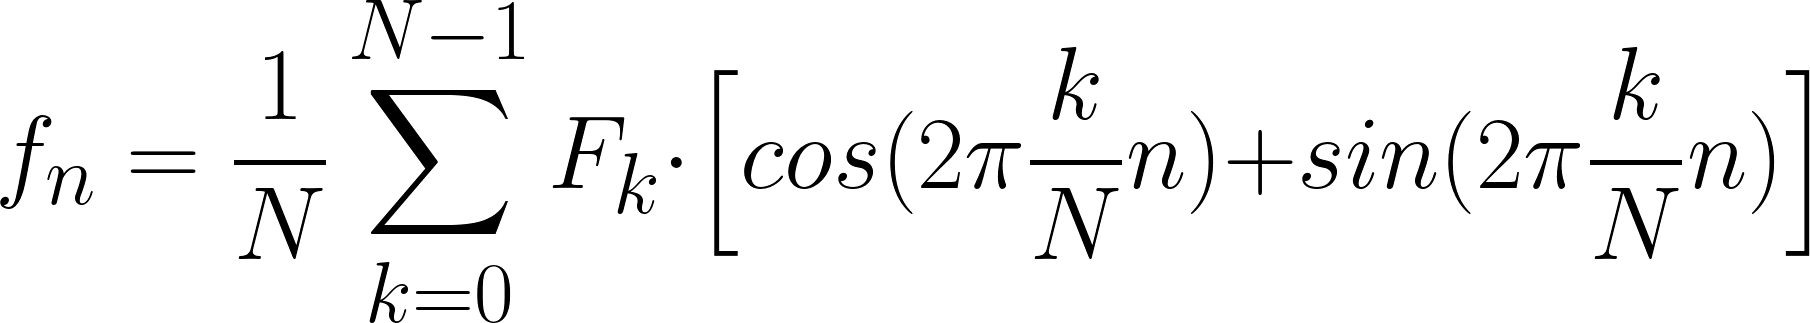 f_n = \frac{1}{N} \sum_{k=0}^{N-1} F_k \cdot \left[ cos(2\pi \frac{k}{N} n) + sin(2\pi \frac{k}{N} n) \right]